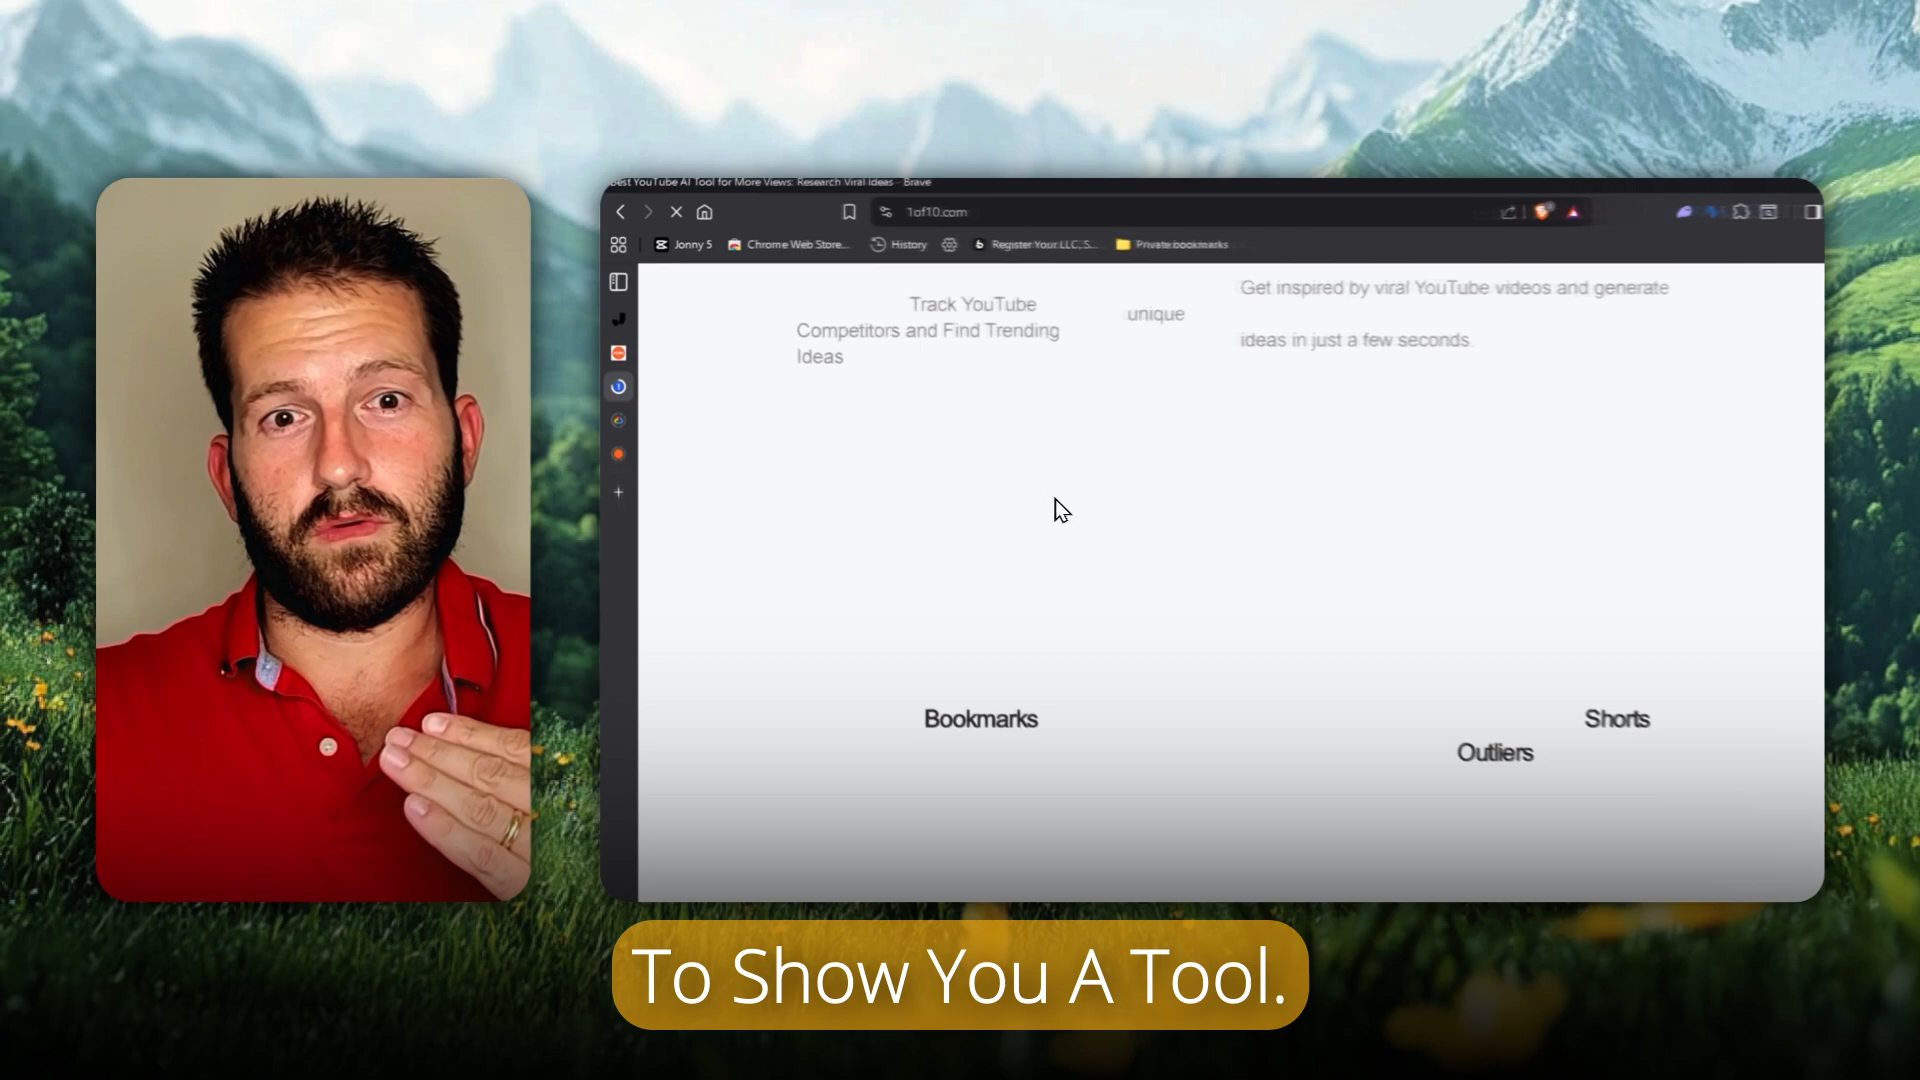 Best YouTube AI Tool for More Views: Research Viral Ideas - Brave
1of10.com
Jonny 5
Chrome Web Store...
History
Register Your LLC, S...
Private bookmarks
Track YouTube
Competitors and Find Trending
Ideas
unique
Get inspired by viral YouTube videos and generate
ideas in just a few seconds.
Bookmarks
Shorts
Outliers
To Show You A Tool.